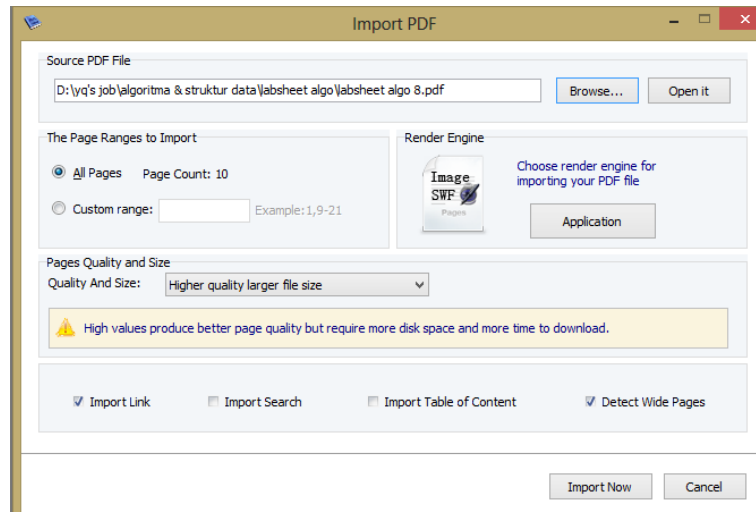 Import PDF
Source PDF File
D:\yq's job\algoritma & struktur data\labsheet algo\labsheet algo 8.pdf
Browse...
Open it
The Page Ranges to Import
All Pages
Page Count: 10
Custom range:
Example:1,9-21
Render Engine
Image
SWF
Pages
Choose render engine for
importing your PDF file
Application
Pages Quality and Size
Quality And Size:
Higher quality larger file size
High values produce better page quality but require more disk space and more time to download.
Import Link
Import Search
Import Table of Content
Detect Wide Pages
Import Now
Cancel